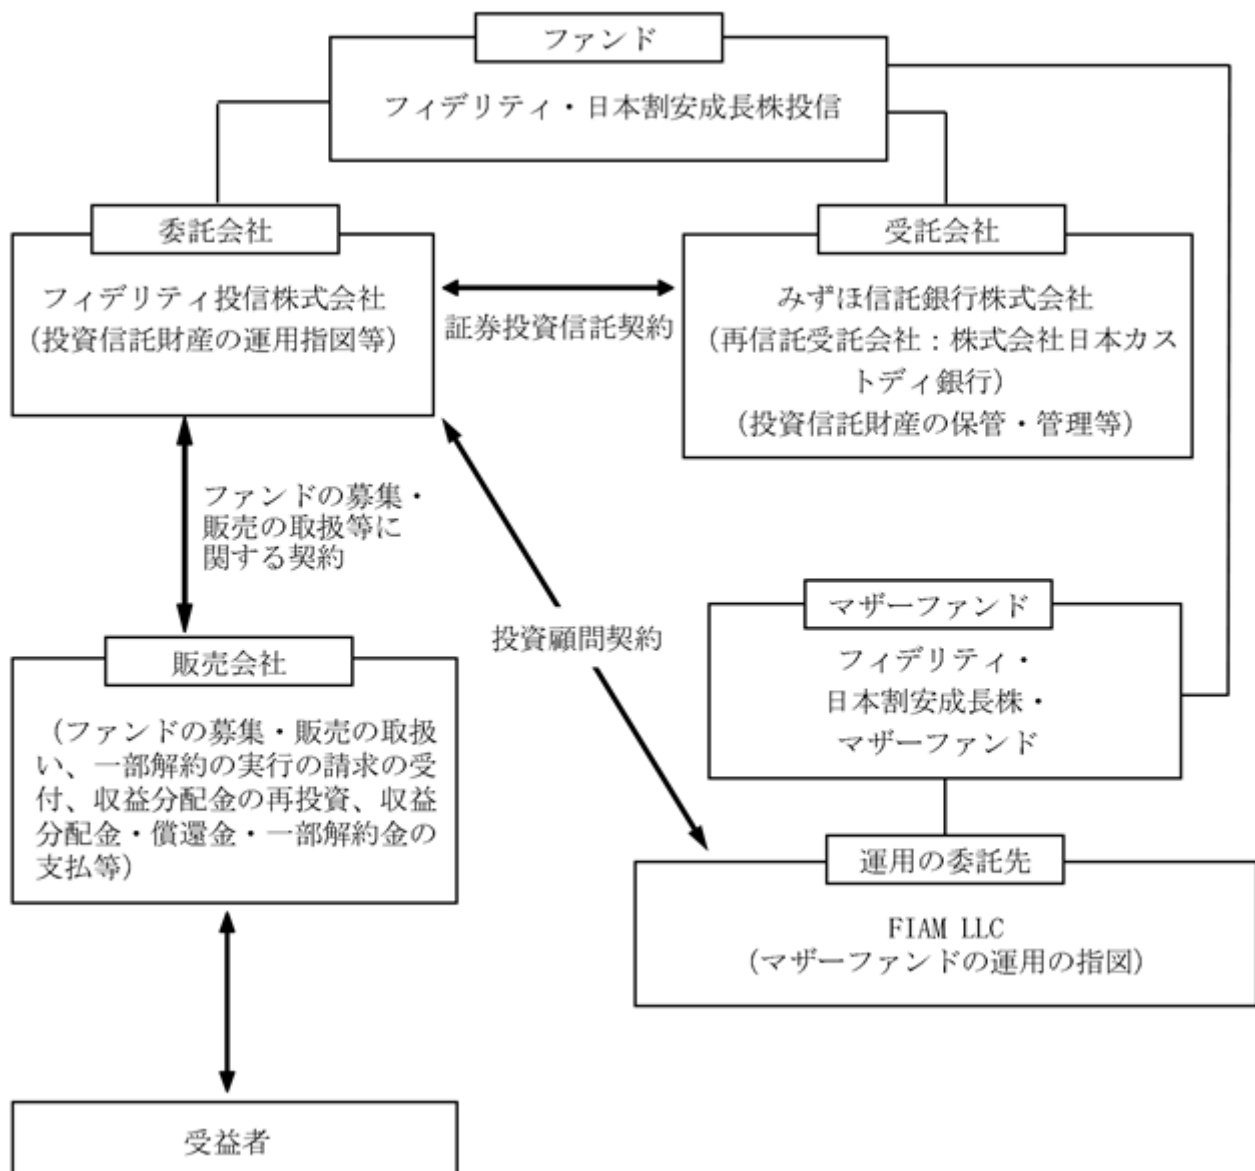 ファンド
フィデリティ・日本割安成長株投信
委託会社
フィデリティ投信株式会社
(投資信託財産の運用指図等)
証券投資信託契約
受託会社
みずほ信託銀行株式会社
(再信託受託会社:株式会社日本カス
トディ銀行)
(投資信託財産の保管・管理等)
ファンドの募集・
販売の取扱等に
関する契約
投資顧問契約
マザーファンド
フィデリティ・
日本割安成長株・
マザーファンド
販売会社
(ファンドの募集・販売の取扱
い、一部解約の実行の請求の受
付、収益分配金の再投資、収益
分配金・償還金・一部解約金の
支払等)
運用の委託先
FIAM LLC
(マザーファンドの運用の指図)
受益者